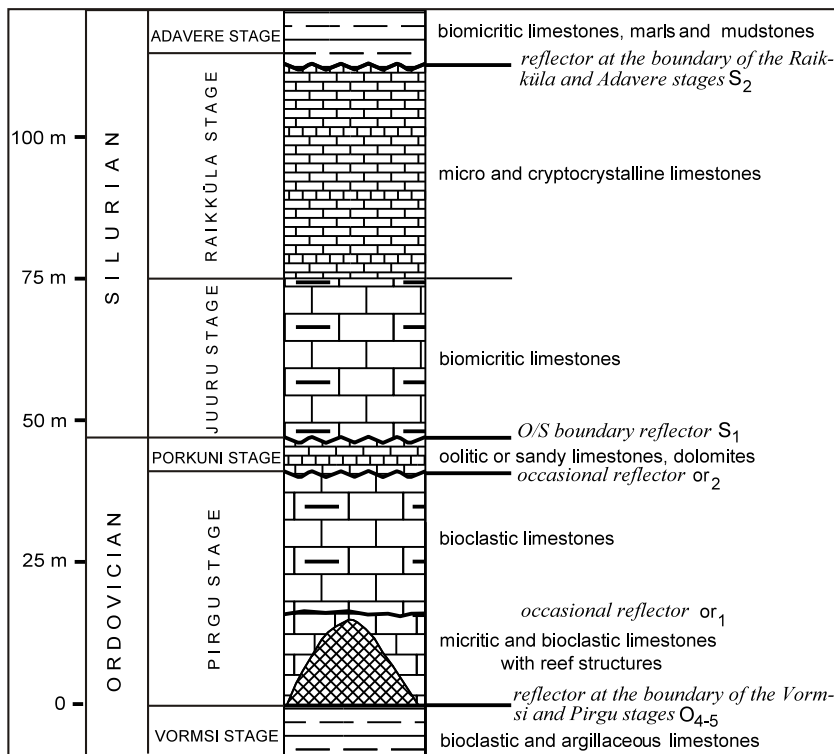 ADAVERE STAGE
biomicritic limestones, marls and mudstones
reflector at the boundary of the Raik-
küla and Adavere stages S2
100 m
SILURIAN
RAIKKÜLA STAGE
micro and cryptocrystalline limestones
75 m
JUURU STAGE
biomicritic limestones
50 m
O/S boundary reflector S1
PORKUNI STAGE
oolitic or sandy limestones, dolomites
occasional reflector or2
ORDOVICIAN
PIRGU STAGE
bioclastic limestones
25 m
occasional reflector or1
micritic and bioclastic limestones
with reef structures
0
reflector at the boundary of the Vorm-
si and Pirgu stages O4-5
VORMSI STAGE
bioclastic and argillaceous limestones